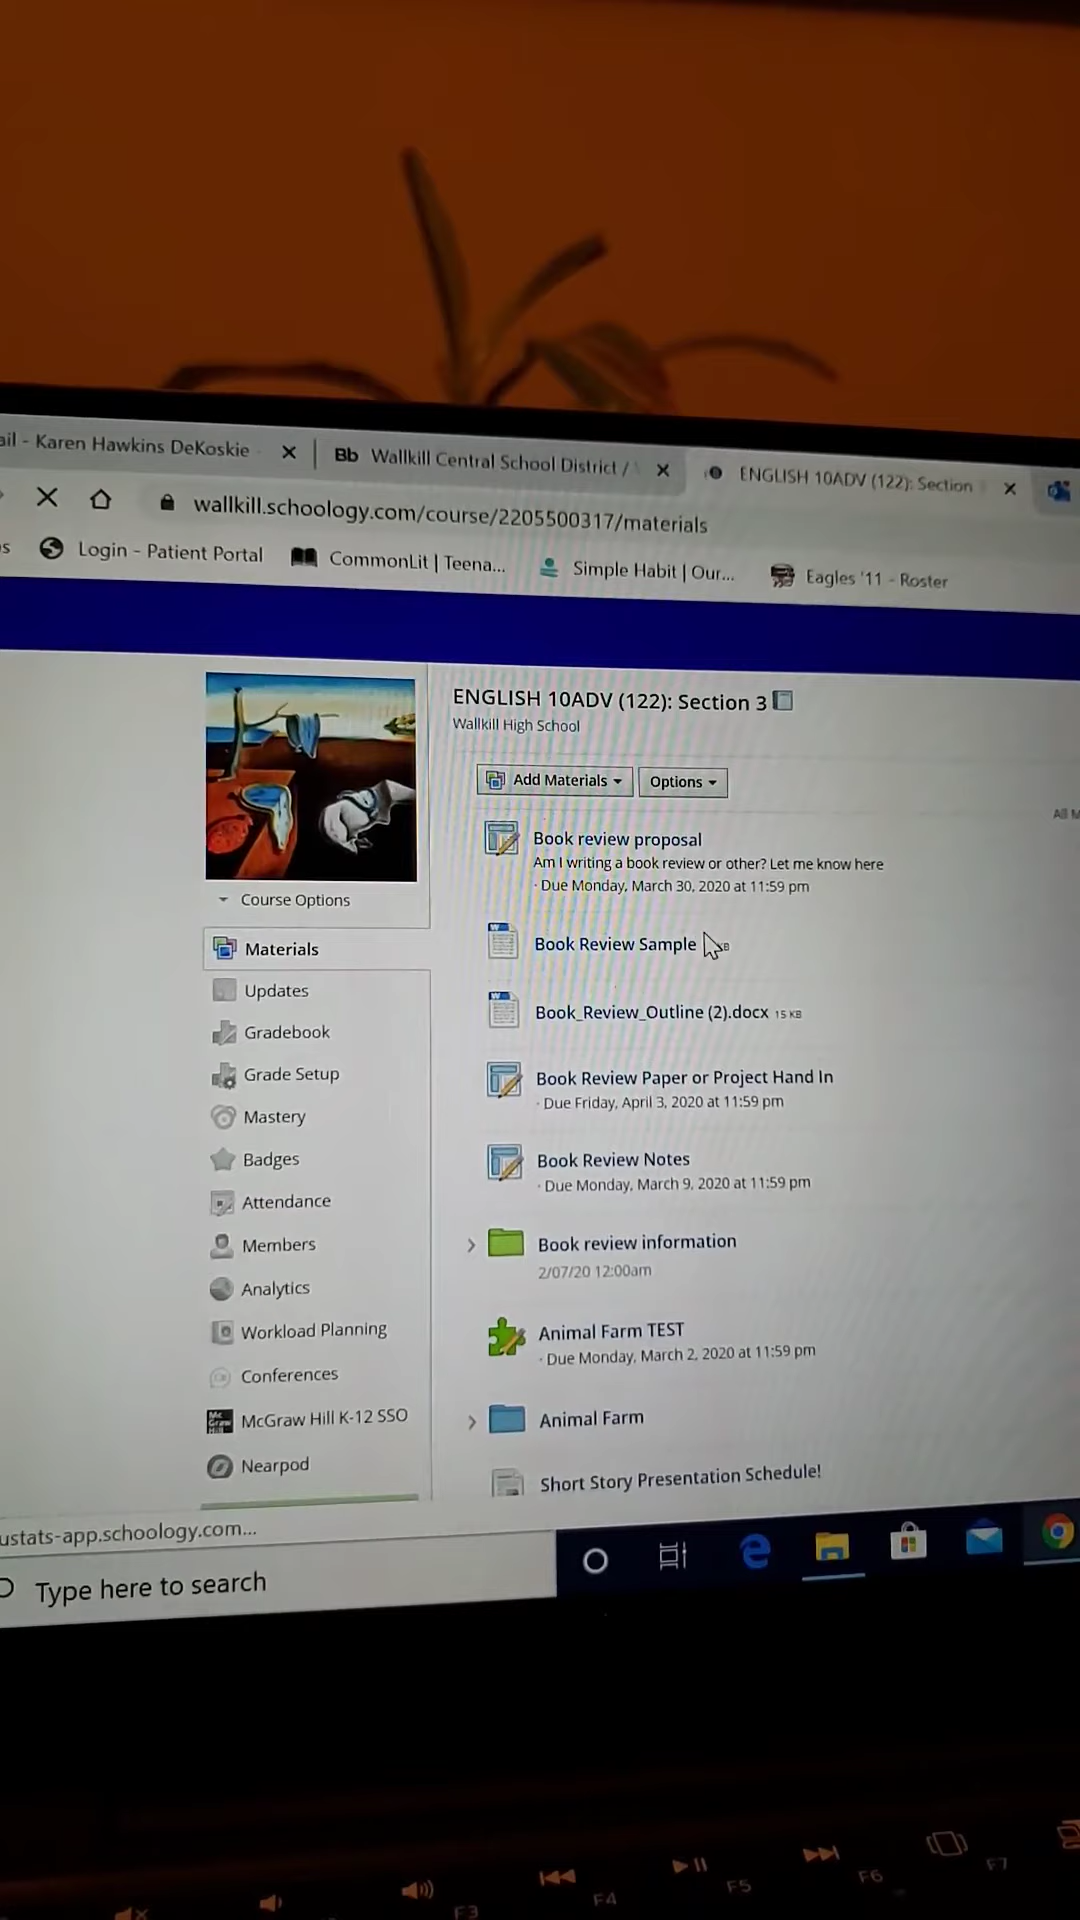 ail - Karen Hawkins DeKoskie
Bb Wallkill Central School District /
ENGLISH 10ADV (122): Section
wallkill.schoology.com/course/2205500317/materials
Login - Patient Portal
CommonLit | Teena...
Simple Habit | Our...
Eagles '11 - Roster
ENGLISH 10ADV (122): Section 3
Wallkill High School
Add Materials
Options
All M
Book review proposal
Am I writing a book review or other? Let me know here
· Due Monday, March 30, 2020 at 11:59 pm
Course Options
Materials
Updates
Gradebook
Grade Setup
Mastery
Badges
Attendance
Members
Analytics
Workload Planning
Conferences
McGraw Hill K-12 SSO
Nearpod
Book Review Sample
Book_Review_Outline (2).docx 15 KB
Book Review Paper or Project Hand In
· Due Friday, April 3, 2020 at 11:59 pm
Book Review Notes
· Due Monday, March 9, 2020 at 11:59 pm
Book review information
2/07/20 12:00am
Animal Farm TEST
· Due Monday, March 2, 2020 at 11:59 pm
Animal Farm
Short Story Presentation Schedule!
ustats-app.schoology.com...
Type here to search
F3
F4
F5
F6
F7